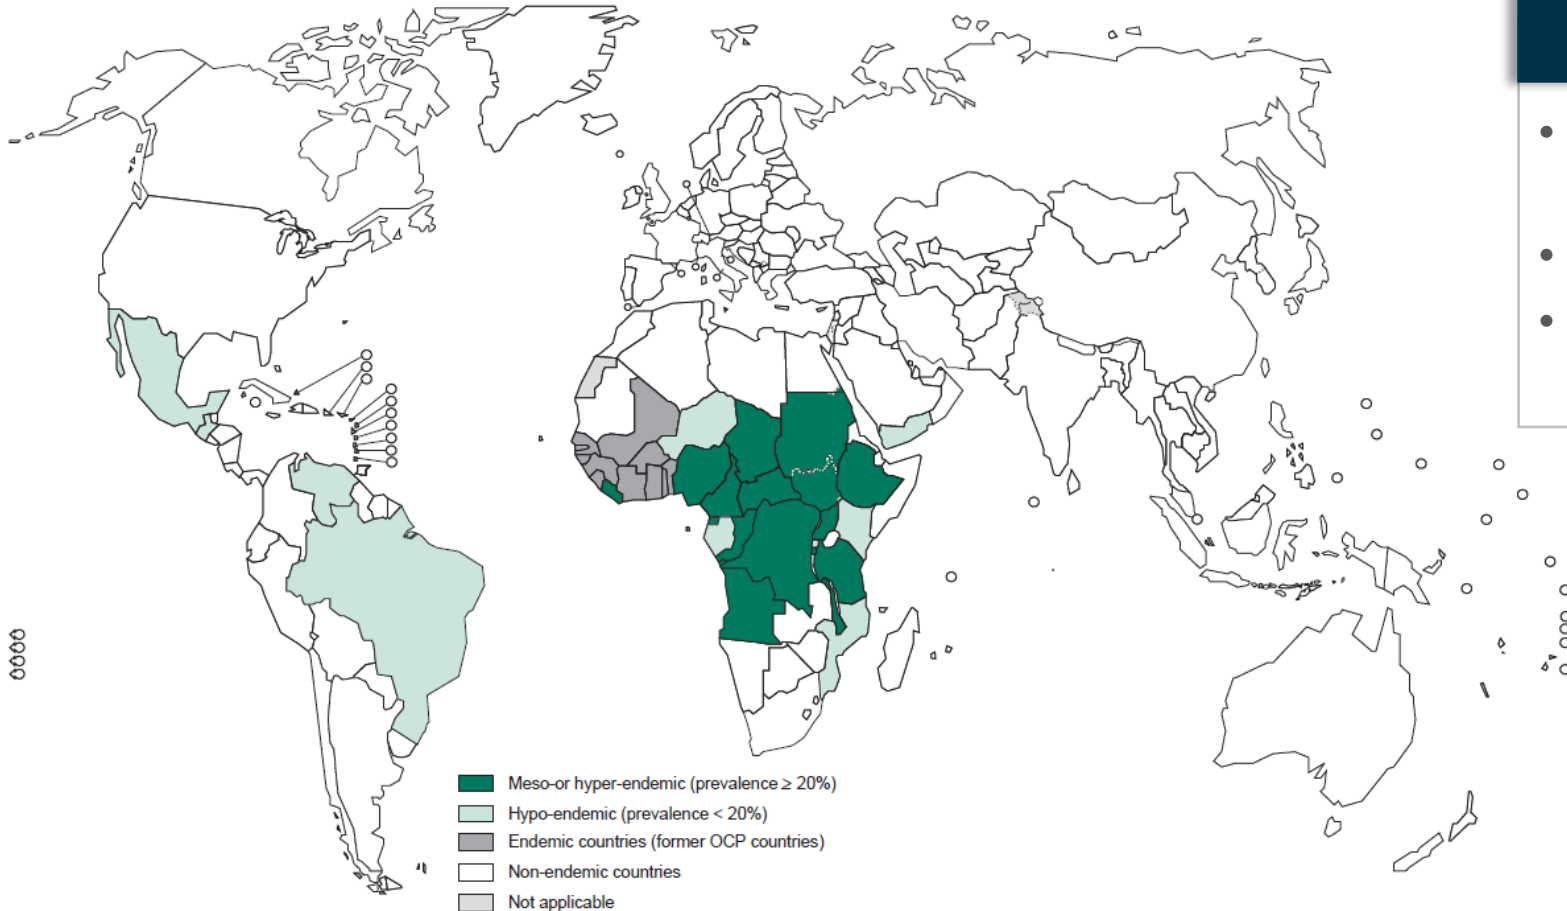 Meso-or hyper-endemic (prevalence ≥ 20%)
Hypo-endemic (prevalence < 20%)
Endemic countries (former OCP countries)
Non-endemic countries
Not applicable